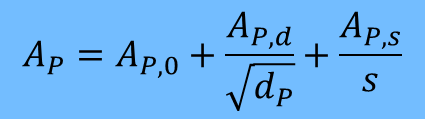 $A_P = A_{P,0} + \frac{A_{P,d}}{\sqrt{d_P}} + \frac{A_{P,s}}{s}$